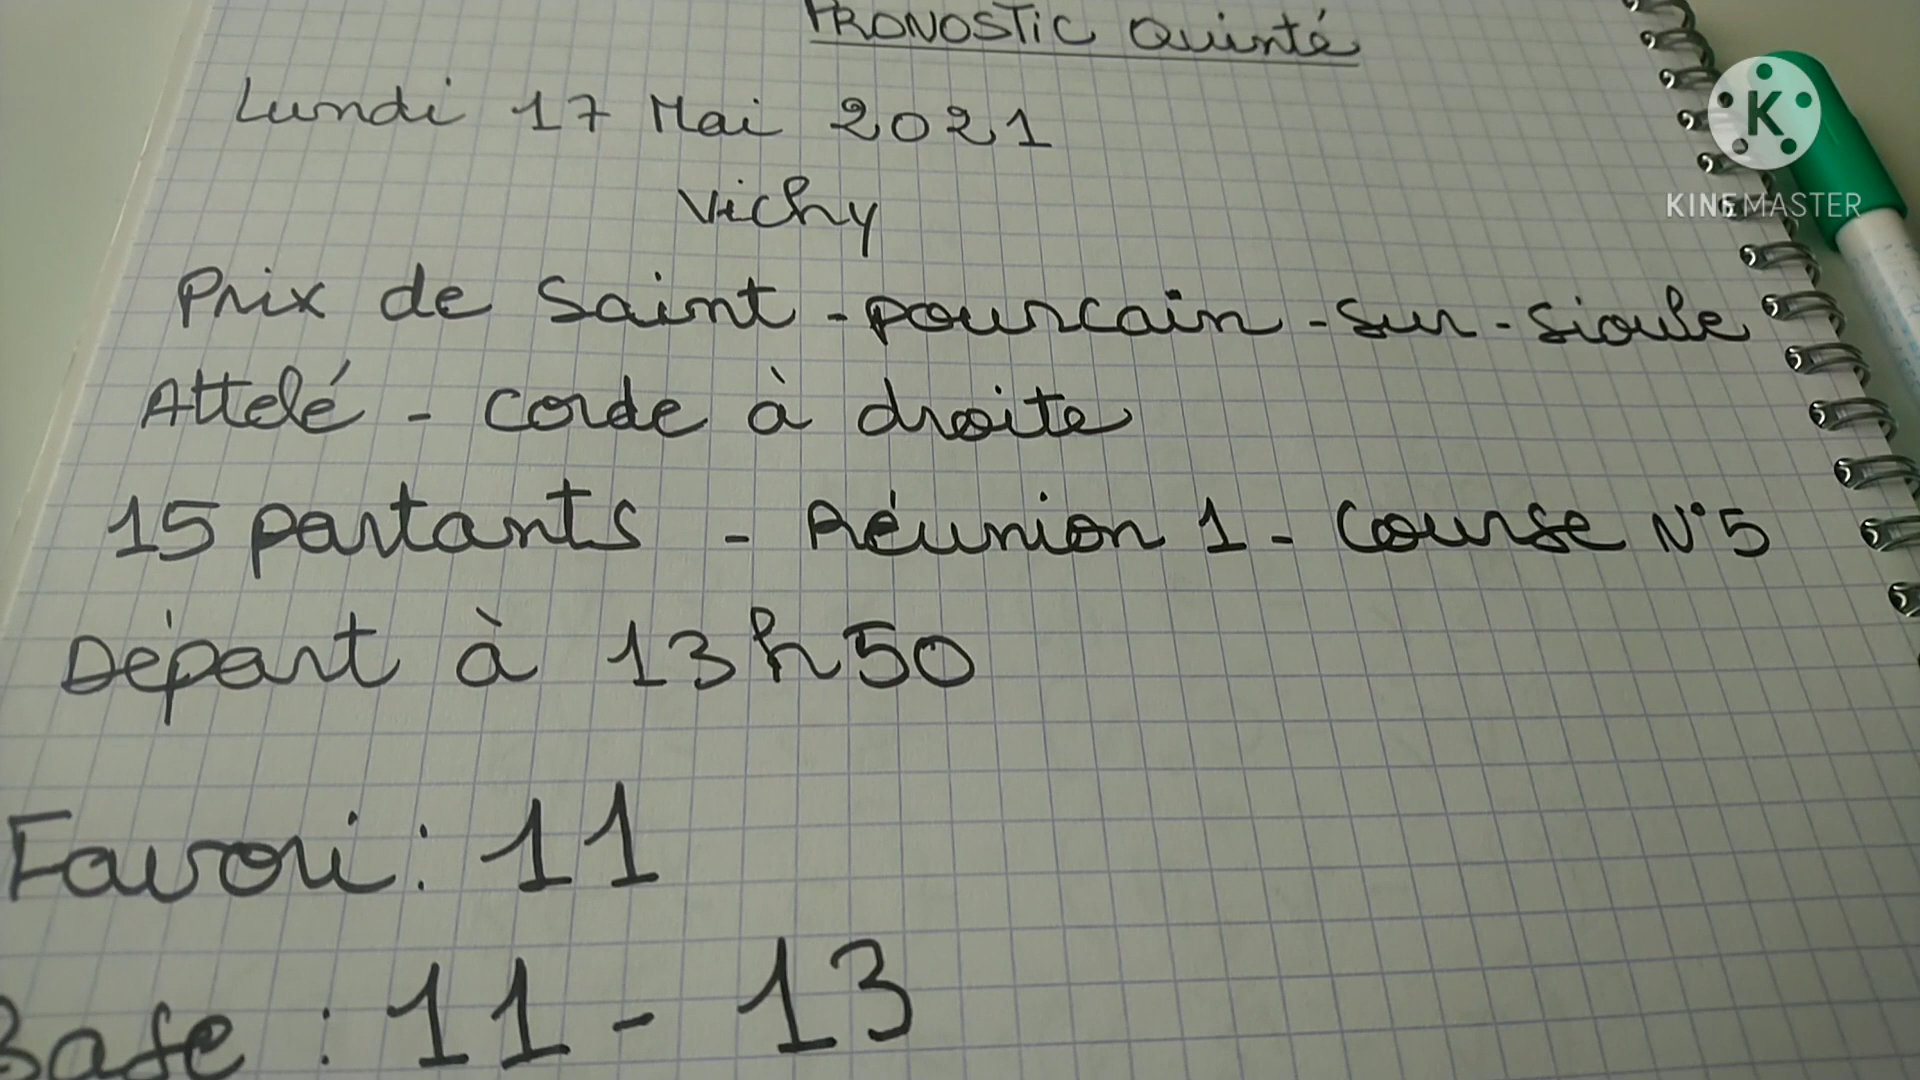 PRONOSTIC Quinté
Lundi 17 Mai 2021
Vichy
Prix de Saint-pourcain-sur-sioule
Attelé - corde à droite
15 partants - Réunion 1 - Course N°5
Départ à 13h50
Favori : 11
Base : 11 - 13
K
KINEMASTER